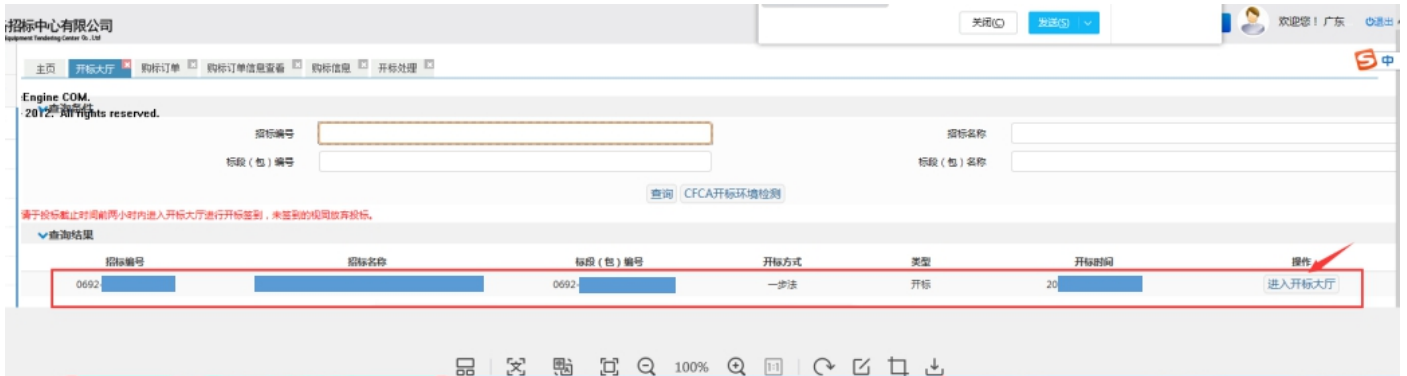 招标中心有限公司
Equipment Tendering Center Co., Ltd
关闭(C) 发送(S) 欢迎您！广东 退出
主页 开标大厅 购标订单 购标订单信息查看 购标信息 开标处理 中
Engine COM.
查询条件
2012. All rights reserved.
招标编号 招标名称
标段（包）编号 标段（包）名称
查询 CFCA开标环境检测
请于投标截止时间前两小时内进入开标大厅进行开标签到，未签到的视同放弃投标。
查询结果
招标编号 招标名称 标段（包）编号 开标方式 类型 开标时间 操作
0692- 0692- 一步法 开标 20 进入开标大厅
100% 1:1